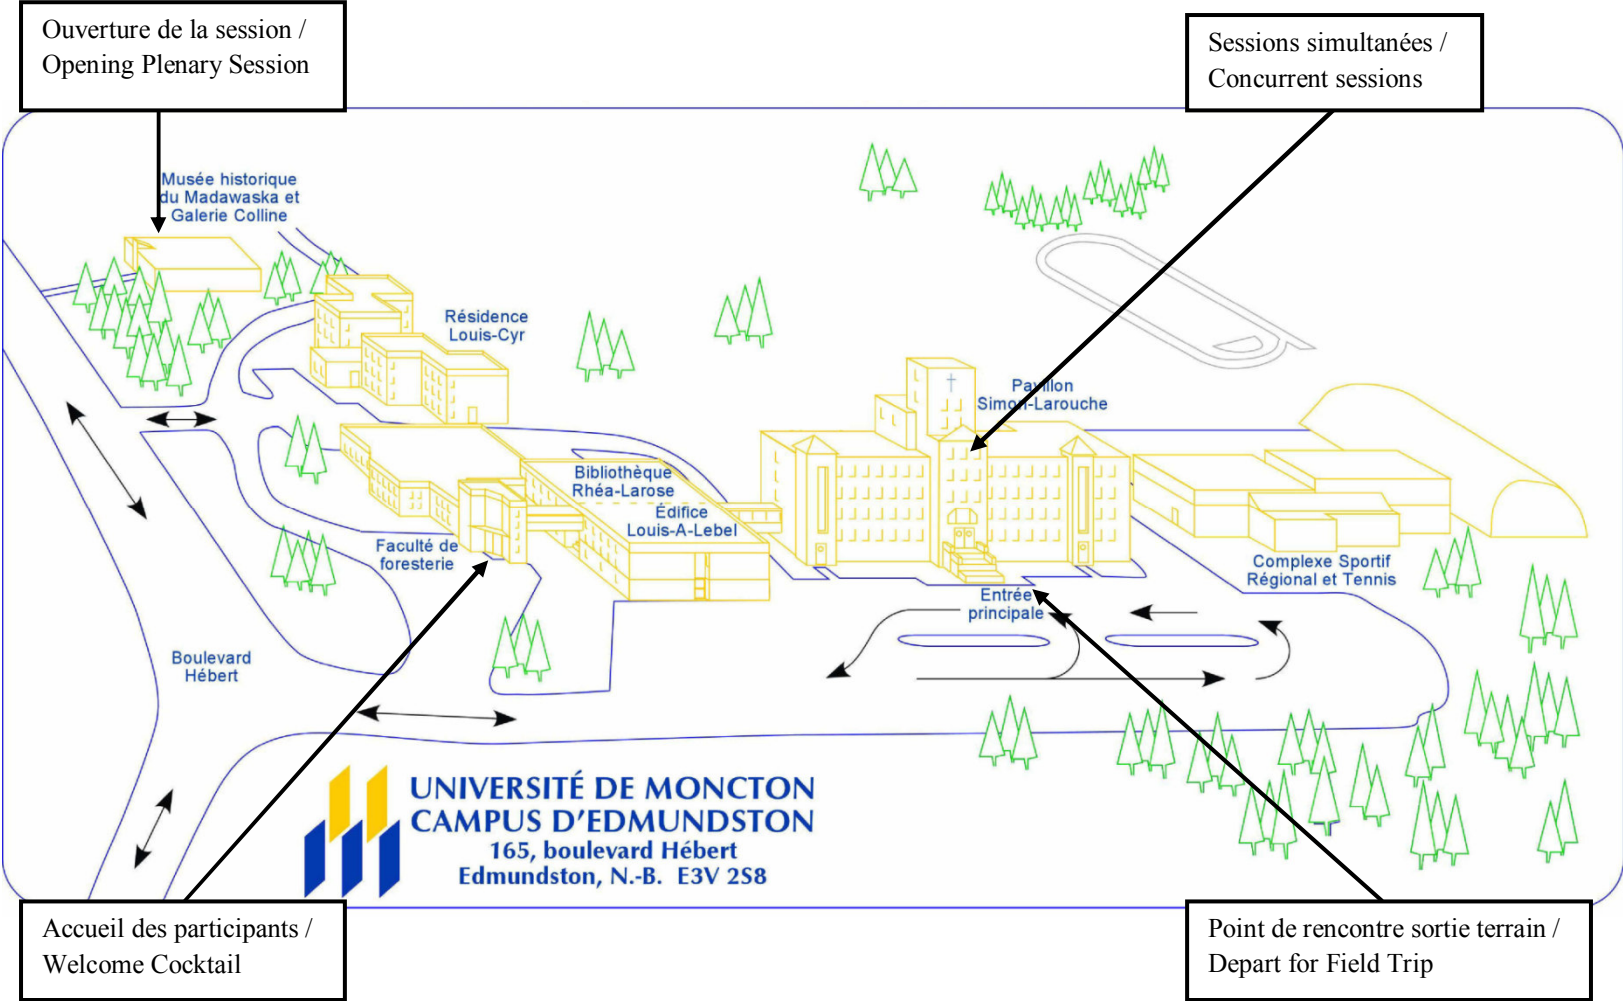 Ouverture de la session /
Opening Plenary Session
Sessions simultanées /
Concurrent sessions
Musée historique
du Madawaska et
Galerie Colline
Résidence
Louis-Cyr
Pavillon
Simon-Larouche
Bibliothèque
Rhéa-Larose
Édifice
Louis-A-Lebel
Faculté de
foresterie
Complexe Sportif
Régional et Tennis
Entrée
principale
Boulevard
Hébert
UNIVERSITÉ DE MONCTON
CAMPUS D'EDMUNDSTON
165, boulevard Hébert
Edmundston, N.-B. E3V 2S8
Accueil des participants /
Welcome Cocktail
Point de rencontre sortie terrain /
Depart for Field Trip